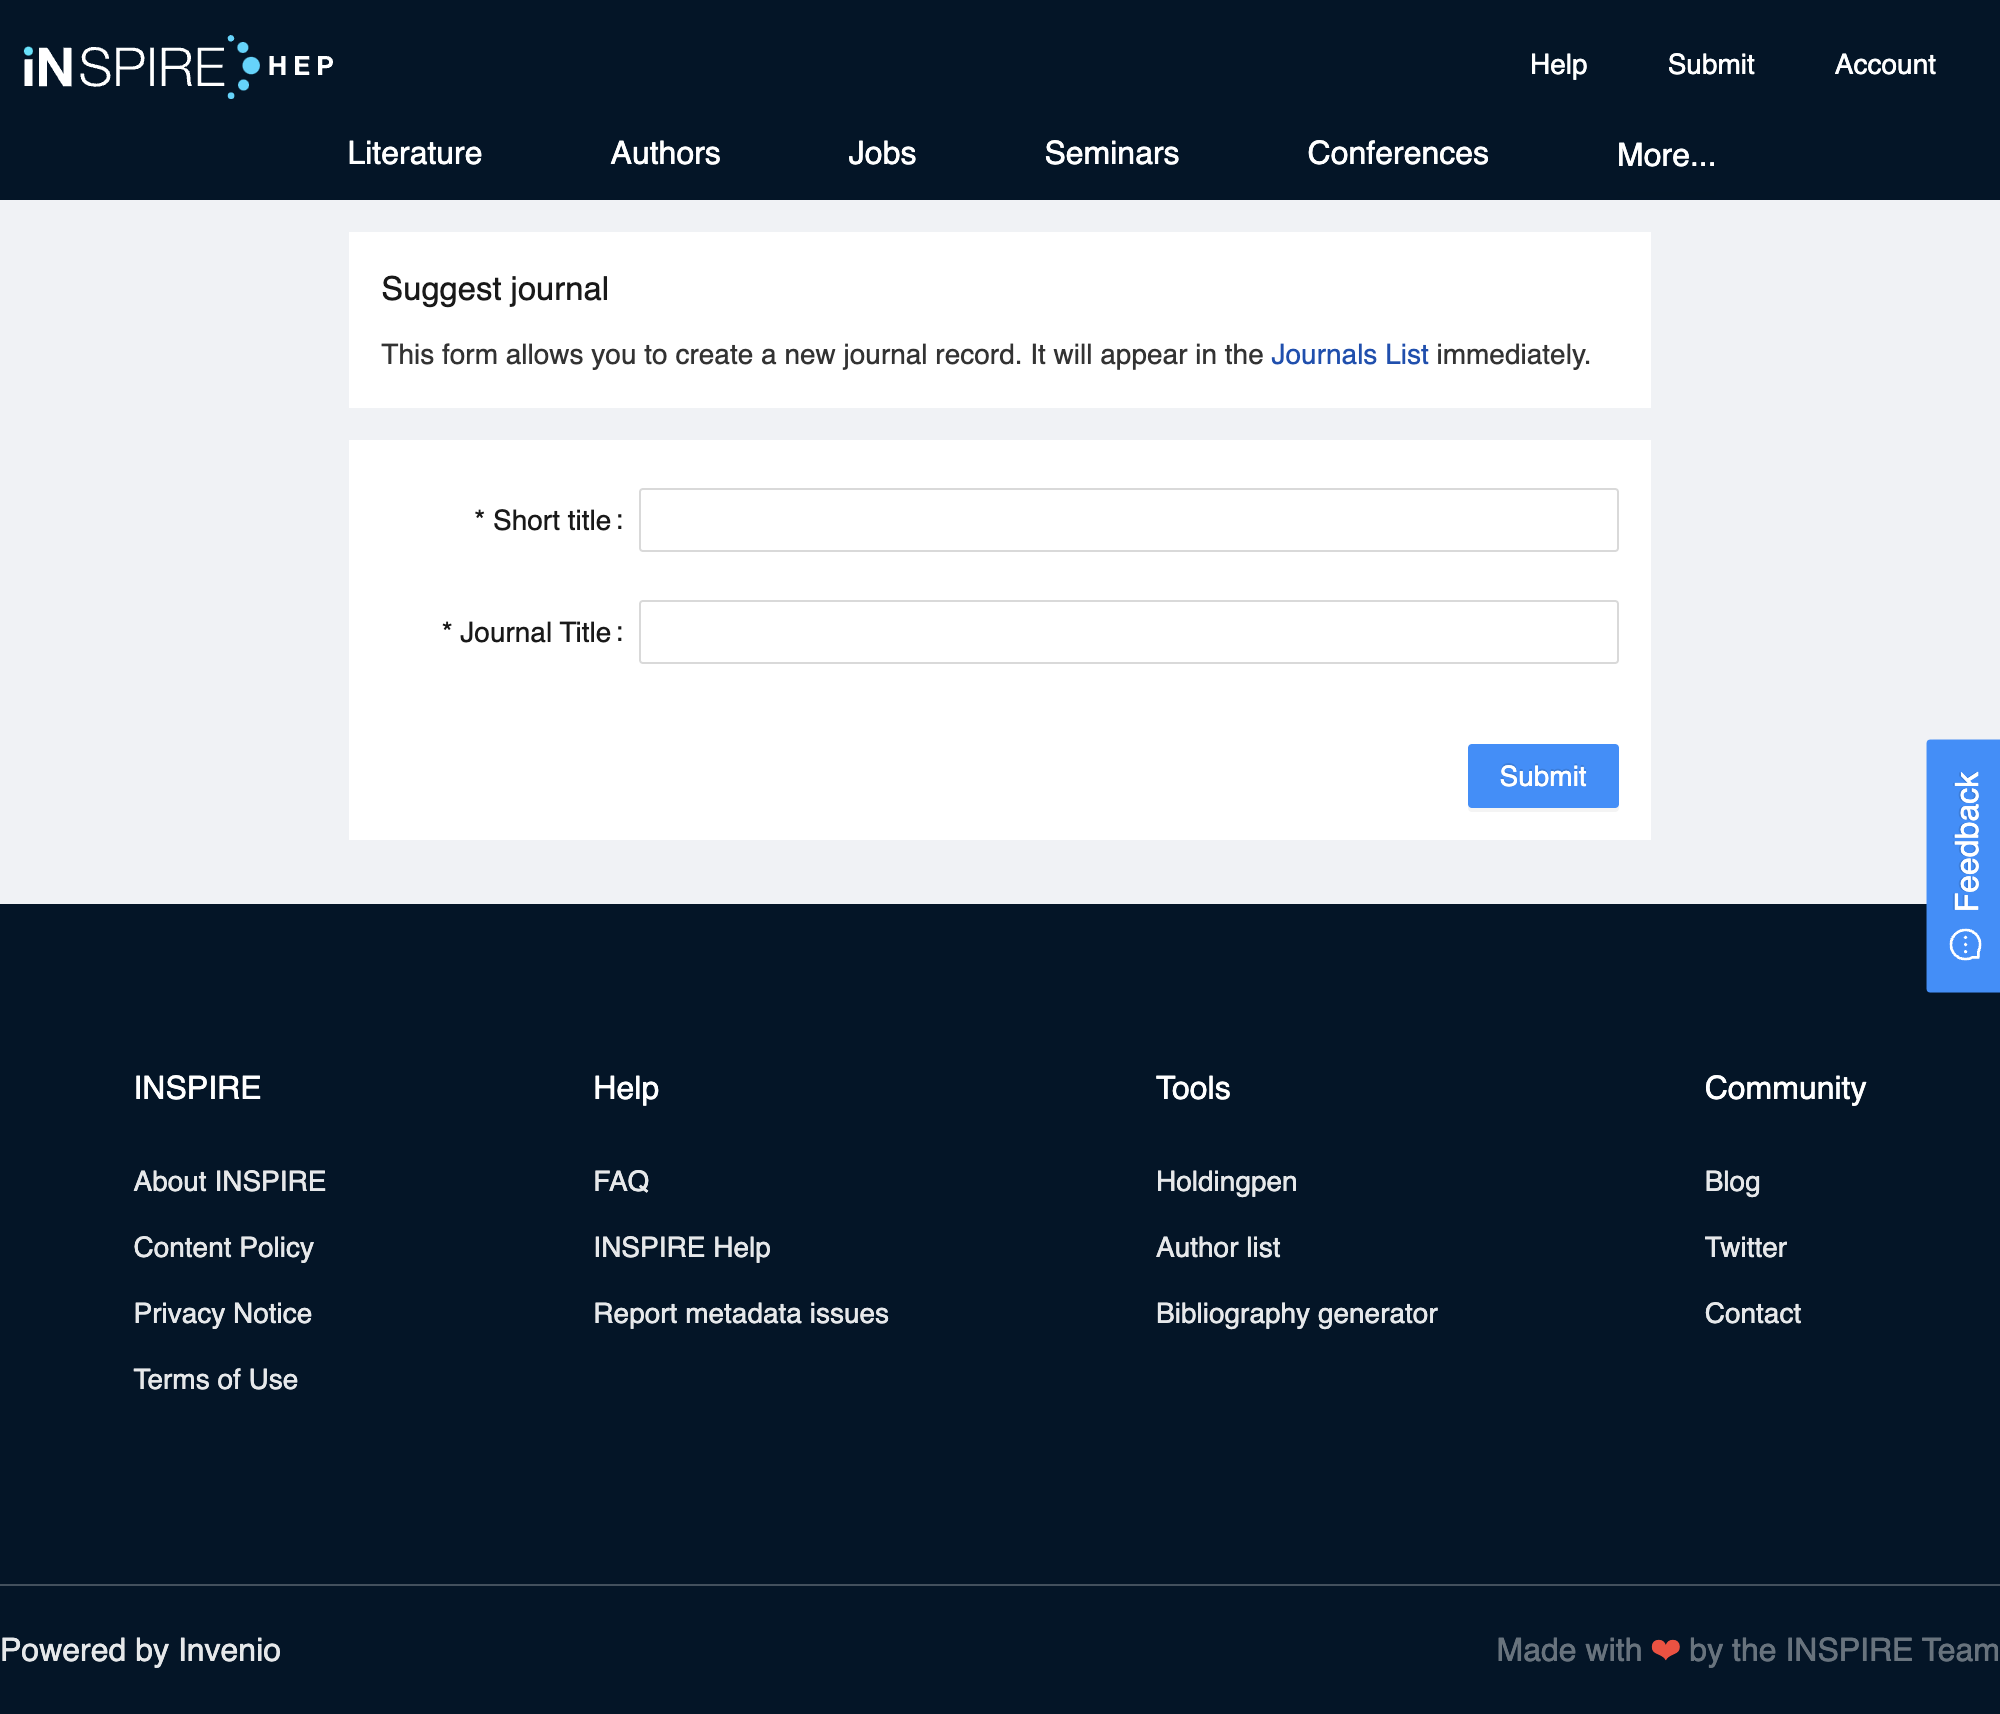 iNSPIRE HEP
Help Submit Account
Literature Authors Jobs Seminars Conferences More...
Suggest journal
This form allows you to create a new journal record. It will appear in the Journals List immediately.
* Short title :
* Journal Title :
Submit
Feedback
INSPIRE
About INSPIRE
Content Policy
Privacy Notice
Terms of Use
Help
FAQ
INSPIRE Help
Report metadata issues
Tools
Holdingpen
Author list
Bibliography generator
Community
Blog
Twitter
Contact
Powered by Invenio
Made with ❤ by the INSPIRE Team